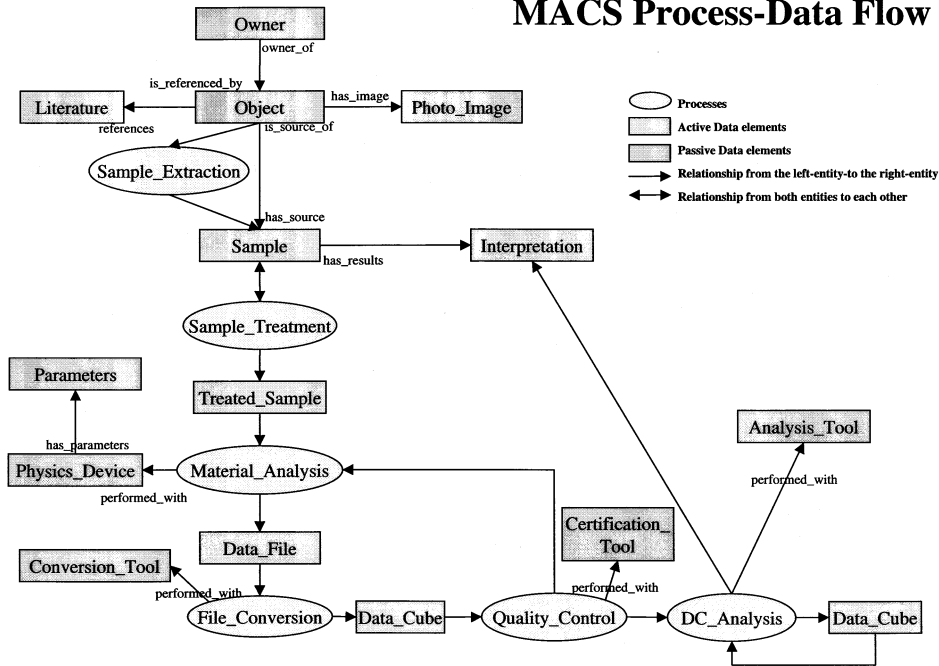 MACS Process-Data Flow
Owner
owner_of
is_referenced_by
has_image
Literature
Object
Photo_Image
references
is_source_of
Processes
Active Data elements
Passive Data elements
Relationship from the left-entity-to the right-entity
Relationship from both entities to each other
Sample_Extraction
has_source
Sample
Interpretation
has_results
Sample_Treatment
Parameters
Treated_Sample
Analysis_Tool
has_parameters
Physics_Device
Material_Analysis
performed_with
performed_with
Certification_
Tool
Data_File
Conversion_Tool
performed_with
performed_with
File_Conversion
Data_Cube
Quality_Control
DC_Analysis
Data_Cube